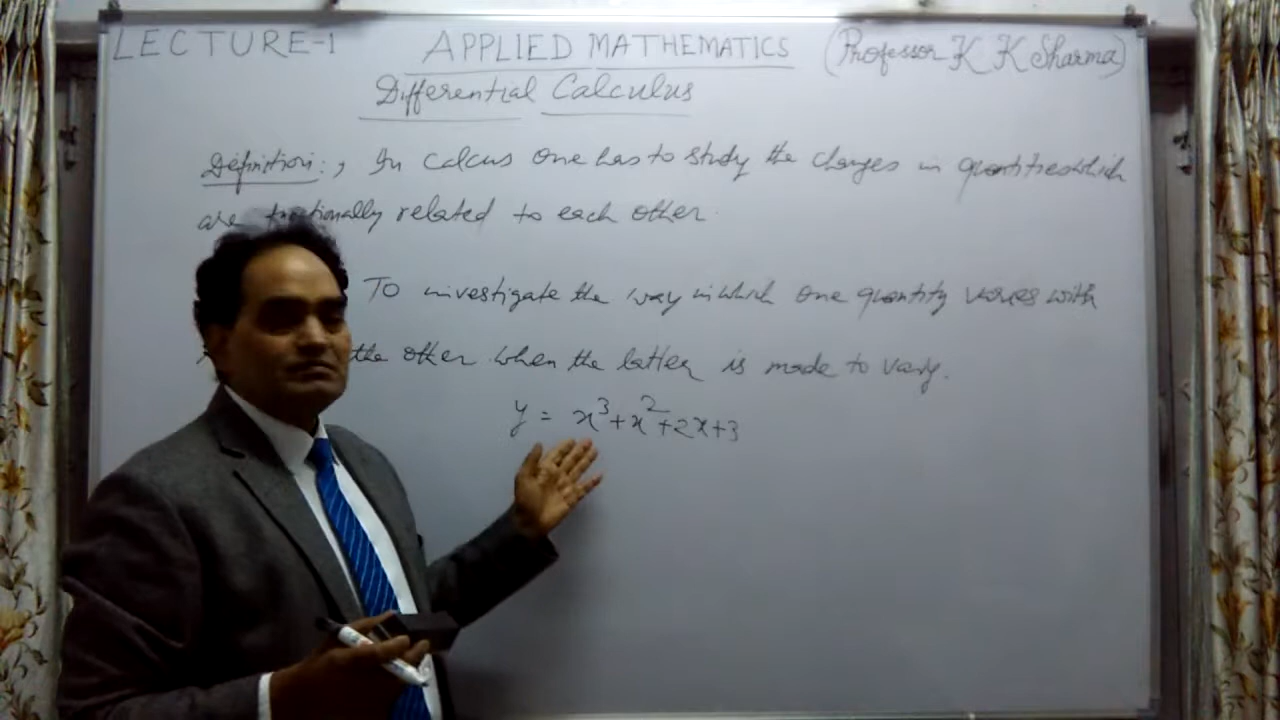 LECTURE-1 APPLIED MATHEMATICS (Professor K K Sharma)
Differential Calculus
Definition:, In Calcus one has to study the changes in quantities which
are related to each other.
To investigate the way in which one quantity varies with
the other when the latter is made to vary.
y = x³+x²+2x+3